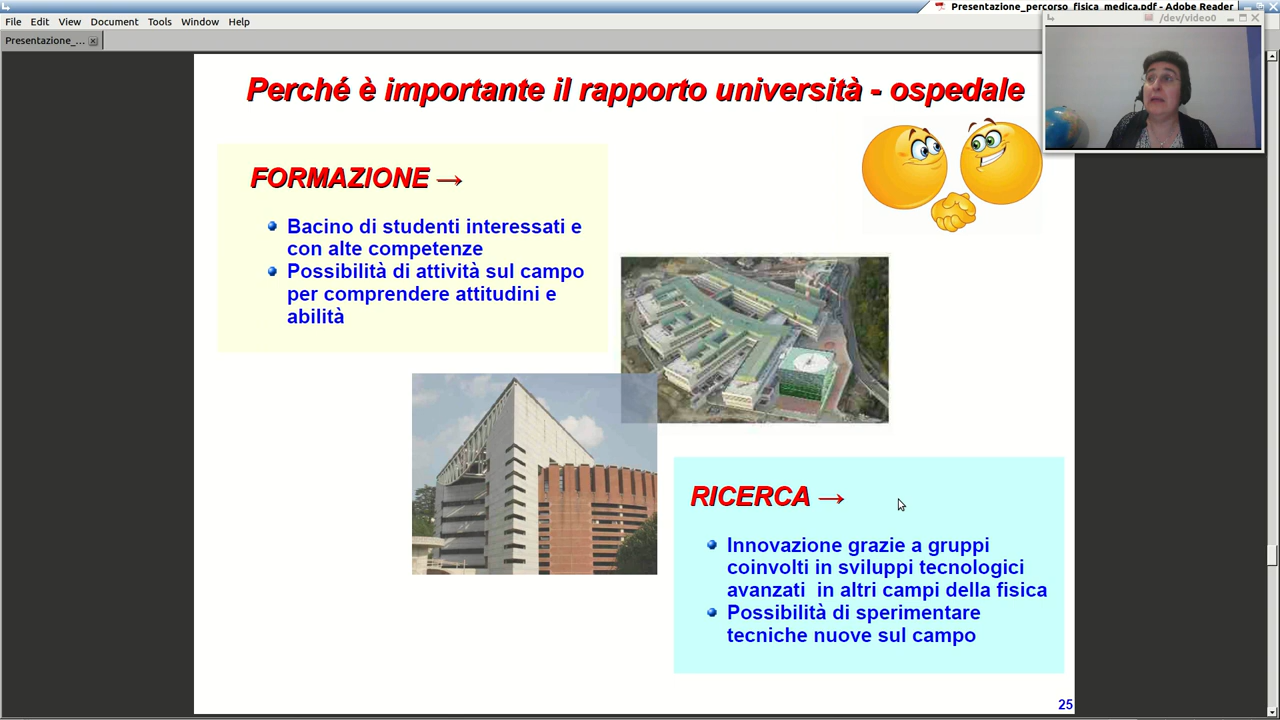 Presentazione_percorso_fisica_medica.pdf - Adobe Reader
File Edit View Document Tools Window Help
/dev/video0
Presentazione_...
Perché è importante il rapporto università - ospedale
FORMAZIONE →
Bacino di studenti interessati e
con alte competenze
Possibilità di attività sul campo
per comprendere attitudini e
abilità
RICERCA →
Innovazione grazie a gruppi
coinvolti in sviluppi tecnologici
avanzati in altri campi della fisica
Possibilità di sperimentare
tecniche nuove sul campo
25